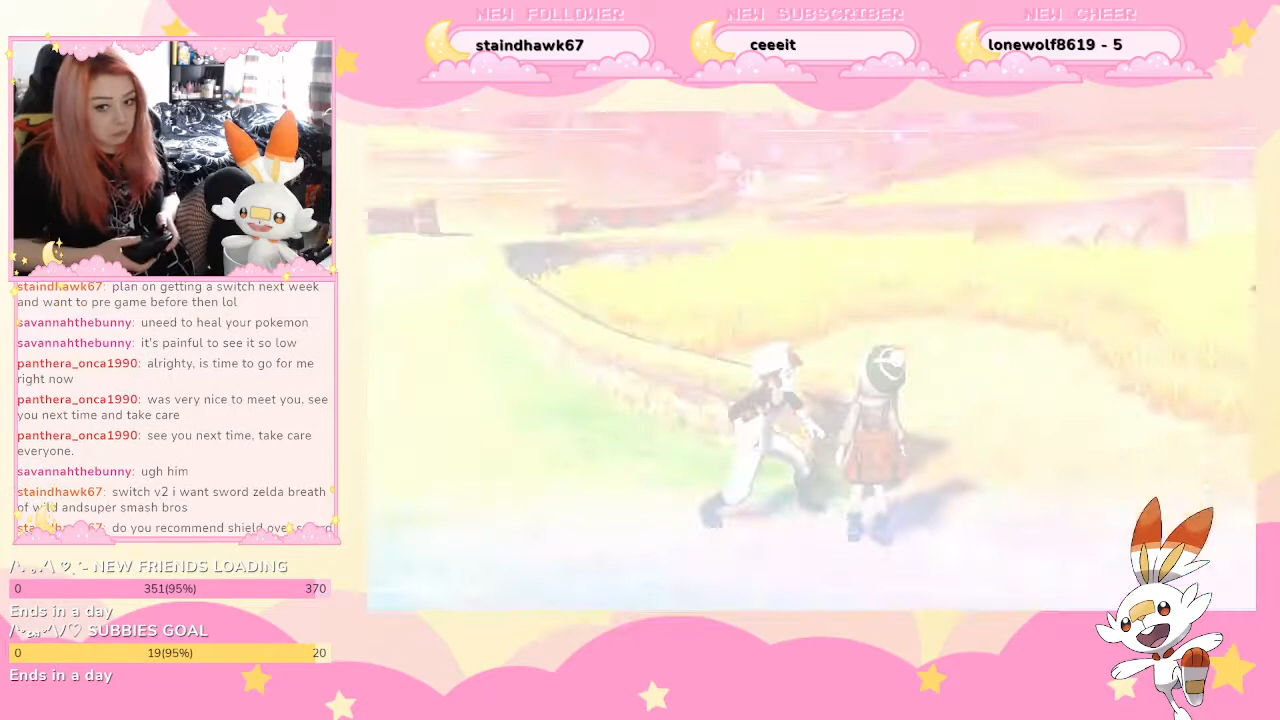 NEW FOLLOWER
NEW SUBSCRIBER
NEW CHEER
staindhawk67
ceeeit
lonewolf8619 - 5
staindhawk67: plan on getting a switch next week
and want to pre game before then lol
savannahthebunny: uneed to heal your pokemon
savannahthebunny: it's painful to see it so low
panthera_onca1990: alrighty, is time to go for me
right now
panthera_onca1990: was very nice to meet you. see
you next time and take care
panthera_onca1990: see you next time, take care
everyone.
savannahthebunny: ugh him
staindhawk67: switch v2 i want sword zelda breath
of wild andsuper smash bros
staindhawk67: do you recommend shield over sword
NEW FRIENDS LOADING
0 351(95%) 370
Ends in a day
SUBBIES GOAL
0 19(95%) 20
Ends in a day